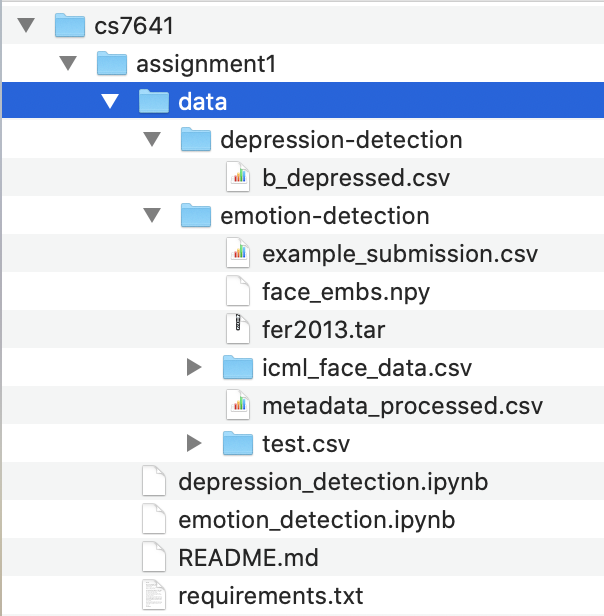 cs7641
assignment1
data
depression-detection
b_depressed.csv
emotion-detection
example_submission.csv
face_embs.npy
fer2013.tar
icml_face_data.csv
metadata_processed.csv
test.csv
depression_detection.ipynb
emotion_detection.ipynb
README.md
requirements.txt